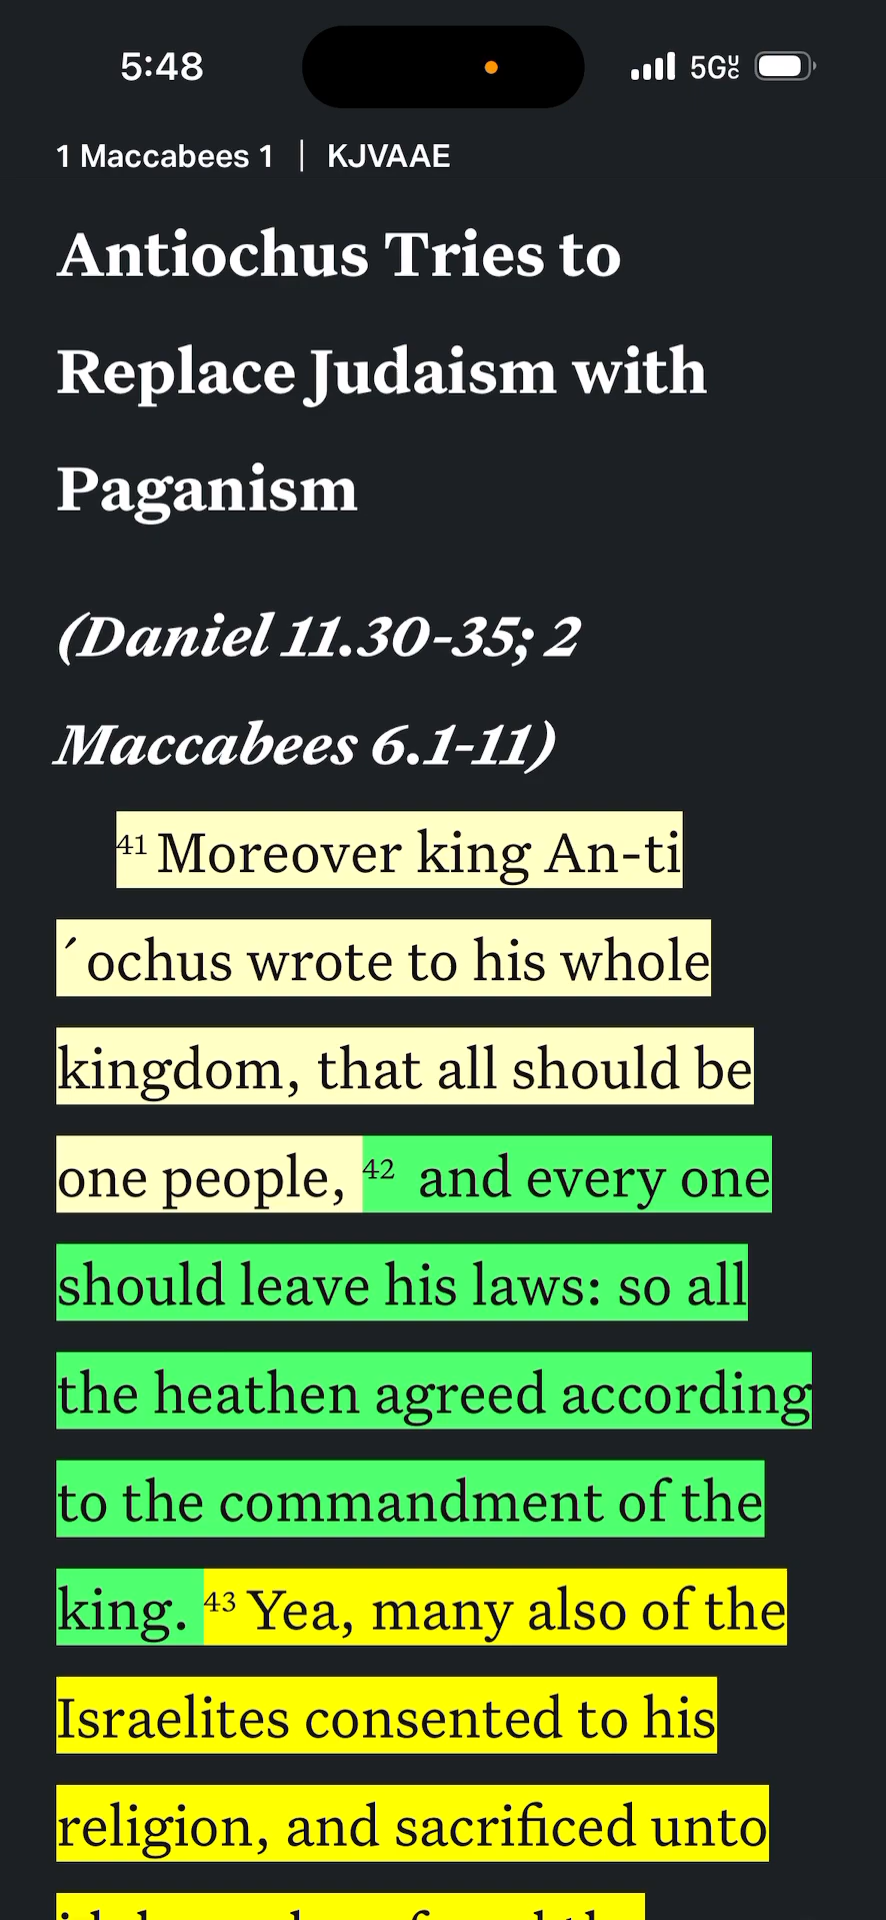 5:48
5Gᵁc
1 Maccabees 1 | KJVAAE
Antiochus Tries to
Replace Judaism with
Paganism
(Daniel 11.30-35; 2
Maccabees 6.1-11)
41 Moreover king An-ti
´ochus wrote to his whole
kingdom, that all should be
one people, 42 and every one
should leave his laws: so all
the heathen agreed according
to the commandment of the
king. 43 Yea, many also of the
Israelites consented to his
religion, and sacrificed unto